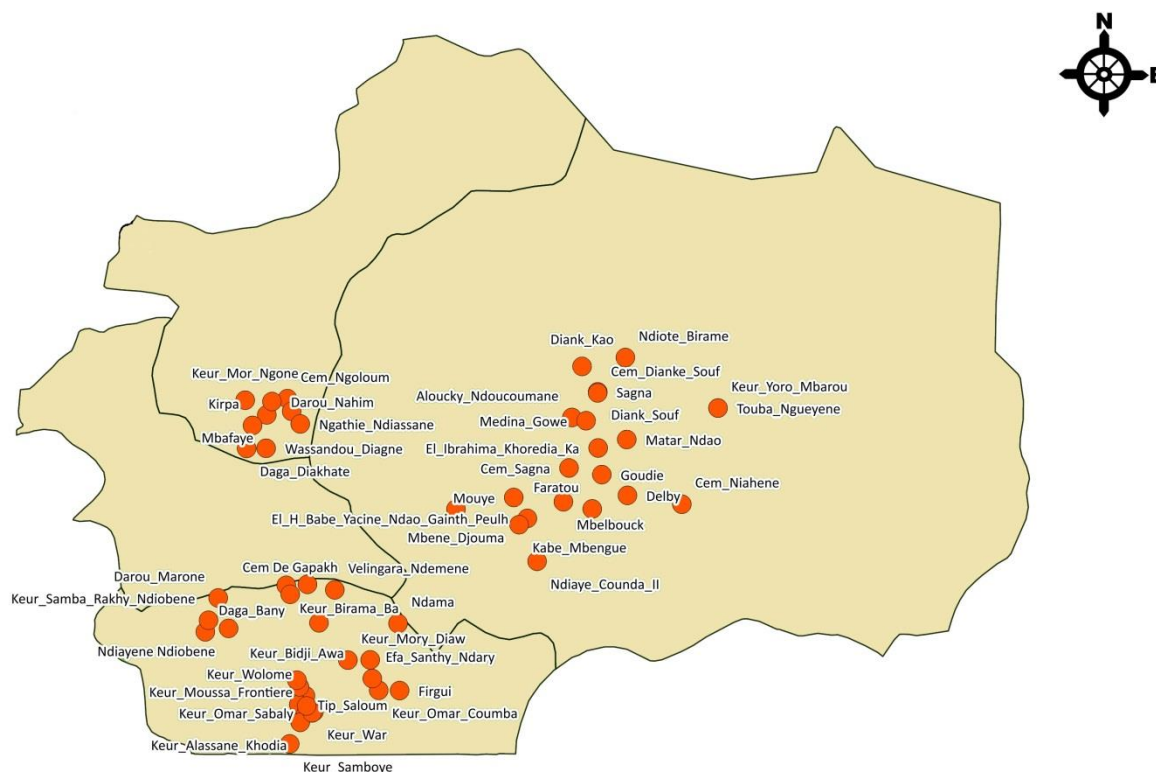 N
E
Diank_Kao
Ndiote_Birame
Cem_Dianke_Souf
Keur_Mor_Ngone
Cem_Ngoloum
Sagna
Keur_Yoro_Mbarou
Aloucky_Ndoucoumane
Kirpa
Darou_Nahim
Touba_Ngueyene
Diank_Souf
Medina_Gowe
Ngathie_Ndiassane
Mbafaye
Matar_Ndao
Wassandou_Diagne
El_Ibrahima_Khoredia_Ka
Daga_Diakhate
Cem_Sagna
Goudie
Cem_Niahene
Faratou
Mouye
Delby
El_H_Babe_Yacine_Ndao_Gainth_Peulh
Mbelbouck
Mbene_Djouma
Kabe_Mbengue
Cem De Gapakh
Velingara_Ndemene
Darou_Marone
Ndiaye_Counda_II
Keur_Samba_Rakhy_Ndiobene
Ndama
Daga_Bany
Keur_Birama_Ba
Keur_Mory_Diaw
Ndiayene Ndiobene
Keur_Bidji_Awa
Efa_Santhy_Ndary
Keur_Wolome
Keur_Moussa_Frontiere
Firgui
Tip_Saloum
Keur_Omar_Sabaly
Keur_Omar_Coumba
Keur_War
Keur_Alassane_Khodia
Keur_Samboye